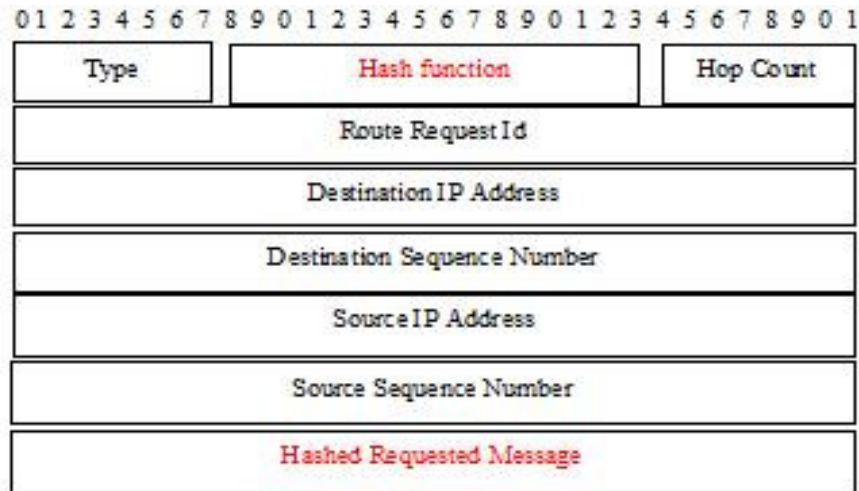 0 1 2 3 4 5 6 7 8 9 0 1 2 3 4 5 6 7 8 9 0 1 2 3 4 5 6 7 8 9 0 1
Type Hash function Hop Count
Route Request Id
Destination IP Address
Destination Sequence Number
Source IP Address
Source Sequence Number
Hashed Requested Message